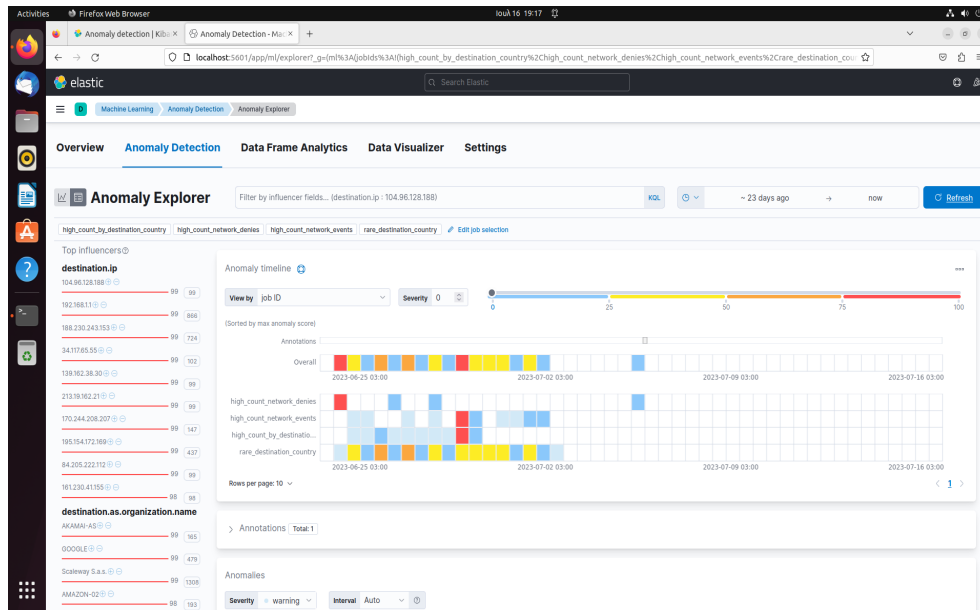 Activities Firefox Web Browser Ιουλ 16 19:17
Anomaly detection | Kiba × Anomaly Detection - Mac × +
localhost:5601/app/ml/explorer?_g=(ml%3A(jobIds%3A!(high_count_by_destination_country%2Chigh_count_network_denies%2Chigh_count_network_events%2Crare_destination_cou
elastic Search Elastic
D Machine Learning Anomaly Detection Anomaly Explorer
Overview Anomaly Detection Data Frame Analytics Data Visualizer Settings
Anomaly Explorer Filter by influencer fields... (destination.ip : 104.96.128.188) KQL ~ 23 days ago → now Refresh
high_count_by_destination_country high_count_network_denies high_count_network_events rare_destination_country Edit job selection
Top influencers
destination.ip
104.96.128.188
99 99
192.168.1.1
99 866
188.230.243.153
99 724
34.117.65.55
99 102
139.162.38.30
99 99
213.19.162.21
99 99
170.244.208.207
99 147
195.154.172.169
99 437
84.205.222.112
99 99
161.230.41.155
98 98
destination.as.organization.name
AKAMAI-AS
99 165
GOOGLE
99 479
Scaleway S.a.s.
99 1308
AMAZON-02
98 193
Anomaly timeline
View by job ID Severity 0
0 25 50 75 100
(Sorted by max anomaly score)
Annotations
Overall
2023-06-25 03:00 2023-07-02 03:00 2023-07-09 03:00 2023-07-16 03:00
high_count_network_denies
high_count_network_events
high_count_by_destinatio...
rare_destination_country
2023-06-25 03:00 2023-07-02 03:00 2023-07-09 03:00 2023-07-16 03:00
Rows per page: 10 < 1 >
Annotations Total: 1
Anomalies
Severity warning Interval Auto